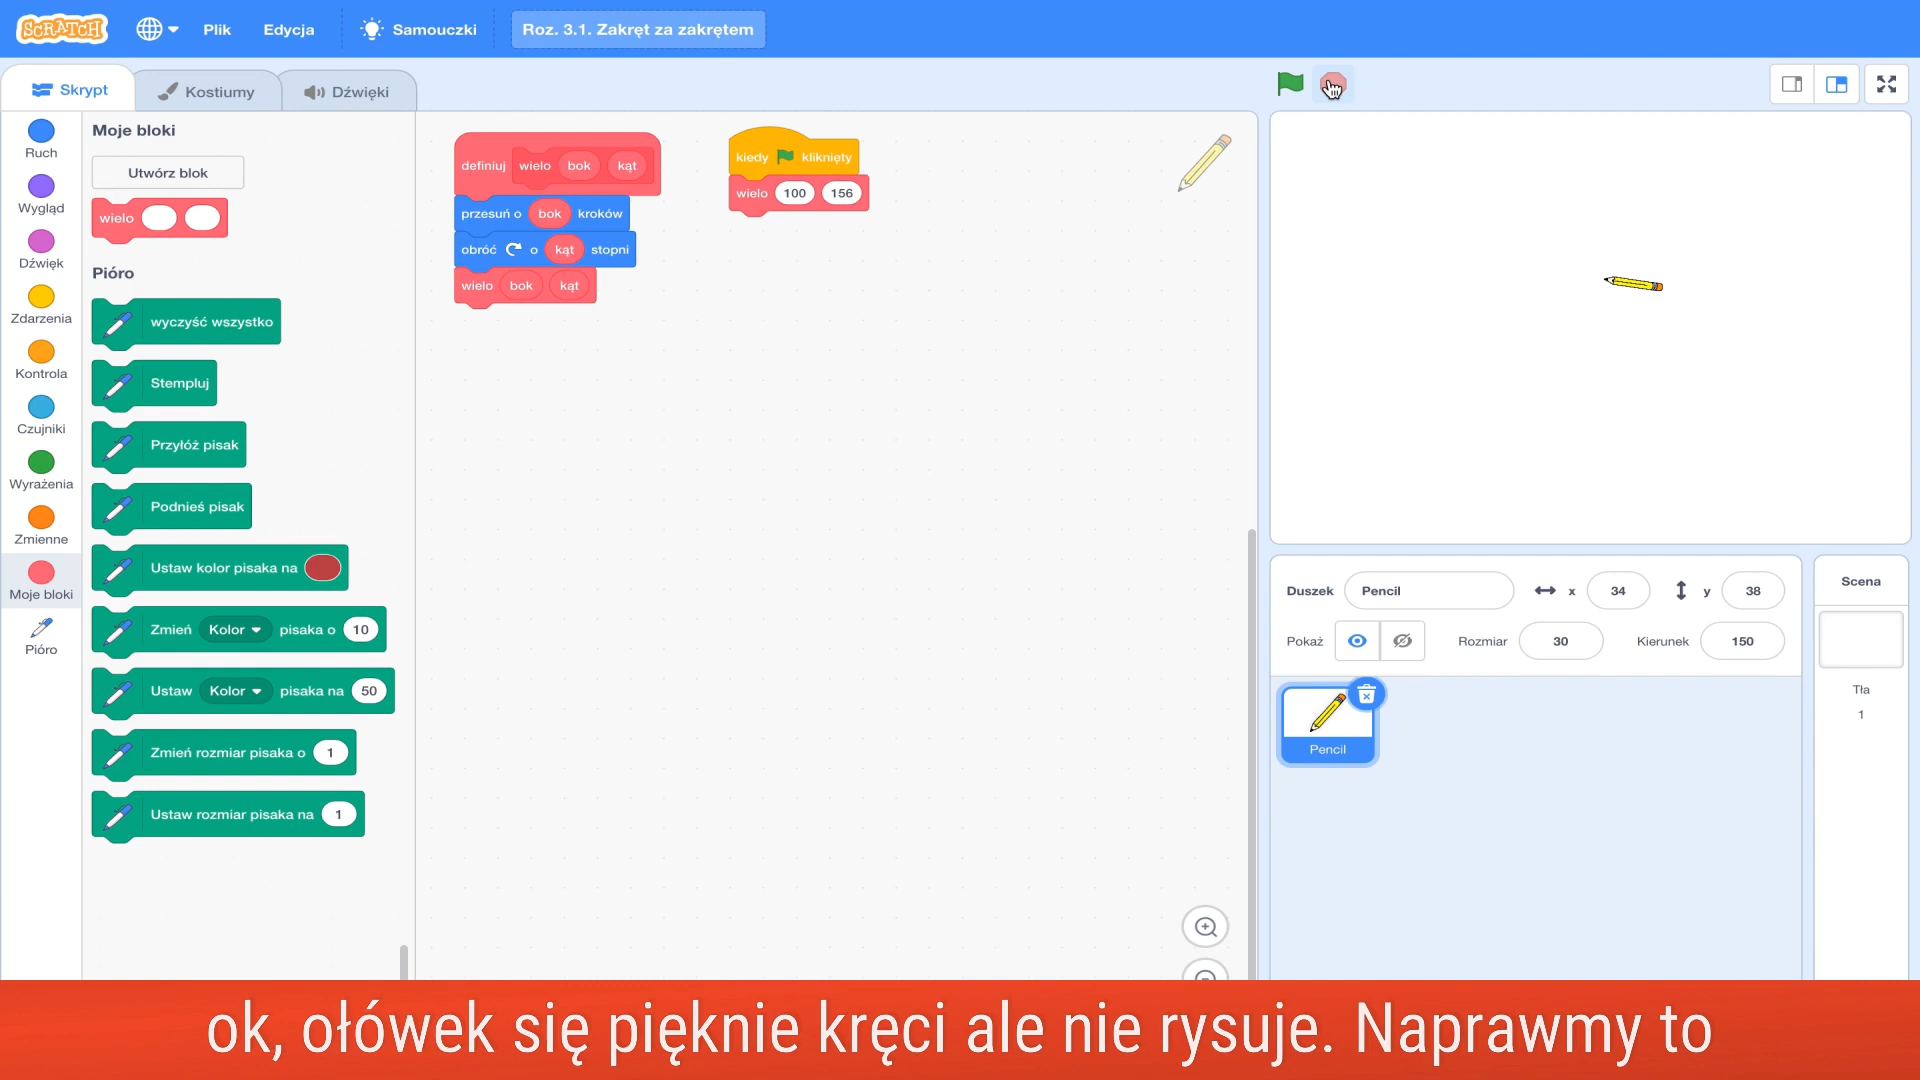 SCRATCH
Plik
Edycja
Samouczki
Roz. 3.1. Zakręt za zakrętem
Skrypt
Kostiumy
Dźwięki
Ruch
Wygląd
Dźwięk
Zdarzenia
Kontrola
Czujniki
Wyrażenia
Zmienne
Moje bloki
Pióro
Moje bloki
Utwórz blok
wielo
Pióro
wyczyść wszystko
Stempluj
Przyłóż pisak
Podnieś pisak
Ustaw kolor pisaka na
Zmień Kolor pisaka o 10
Ustaw Kolor pisaka na 50
Zmień rozmiar pisaka o 1
Ustaw rozmiar pisaka na 1
definiuj wielo bok kąt
przesuń o bok kroków
obróć o kąt stopni
wielo bok kąt
kiedy kliknięty
wielo 100 156
Duszek Pencil x 34 y 38
Pokaż Rozmiar 30 Kierunek 150
Pencil
Scena
Tła
1
ok, ołówek się pięknie kręci ale nie rysuje. Naprawmy to